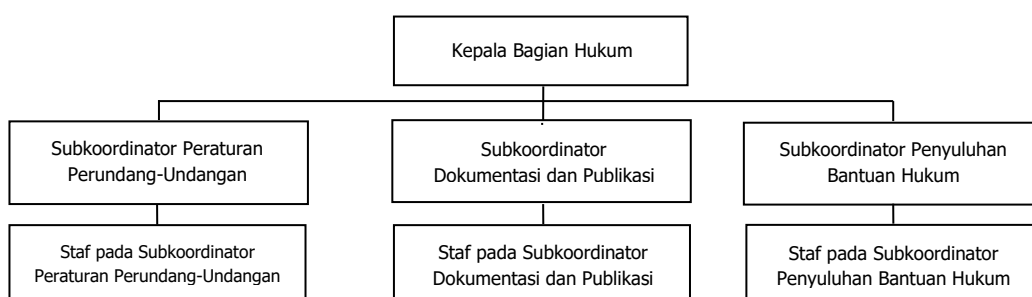 Kepala Bagian Hukum
Subkoordinator Peraturan
Perundang-Undangan
Subkoordinator
Dokumentasi dan Publikasi
Subkoordinator Penyuluhan
Bantuan Hukum
Staf pada Subkoordinator
Peraturan Perundang-Undangan
Staf pada Subkoordinator
Dokumentasi dan Publikasi
Staf pada Subkoordinator
Penyuluhan Bantuan Hukum